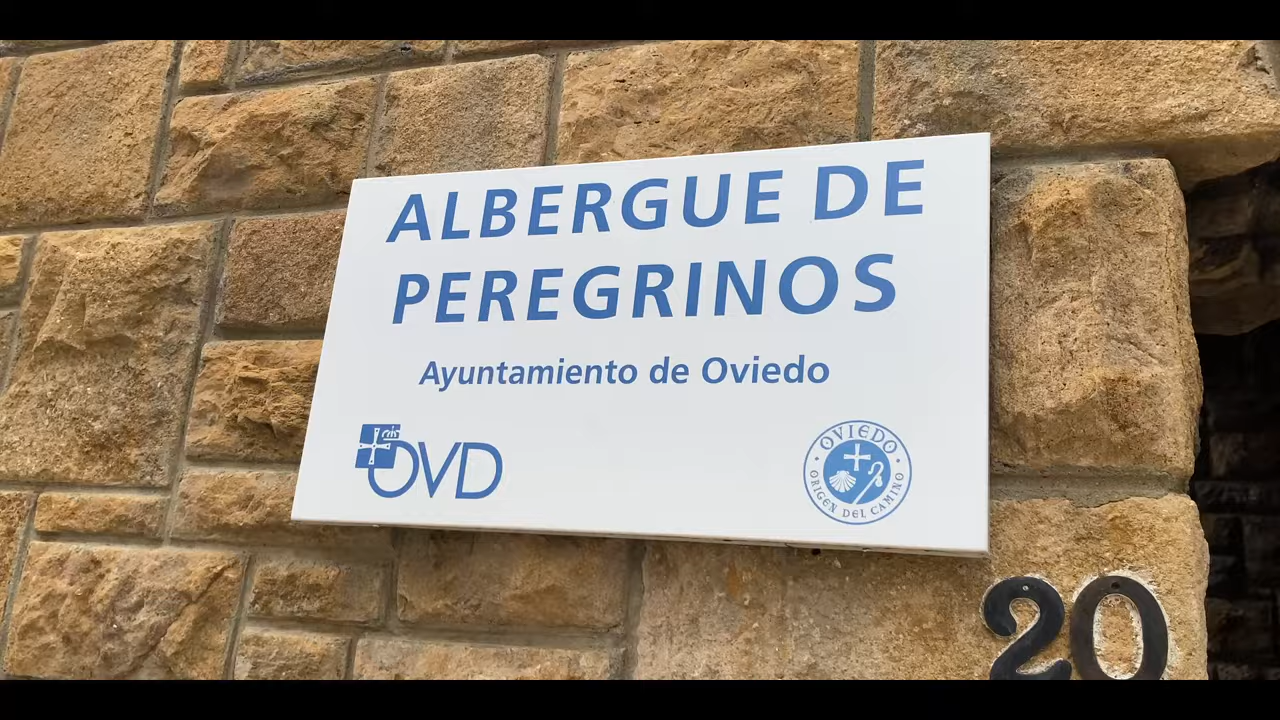 ALBERGUE DE
PEREGRINOS
Ayuntamiento de Oviedo
OVD
OVIEDO
ORIGEN DEL CAMINO
20